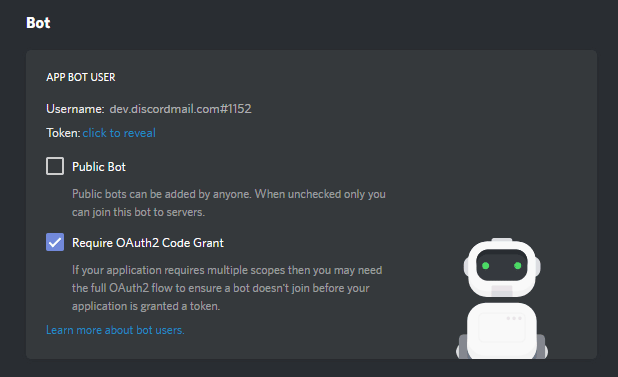 Bot
APP BOT USER
Username: dev.discordmail.com#1152
Token: click to reveal
Public Bot
Public bots can be added by anyone. When unchecked only you
can join this bot to servers.
Require OAuth2 Code Grant
If your application requires multiple scopes then you may need
the full OAuth2 flow to ensure a bot doesn't join before your
application is granted a token.
Learn more about bot users.